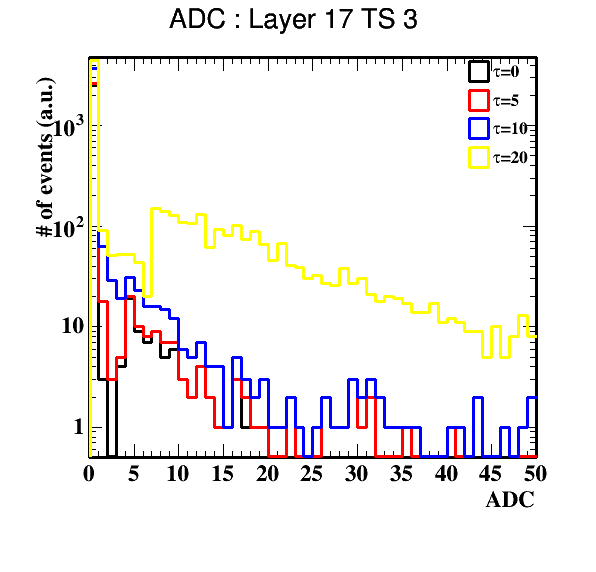 ADC : Layer 17 TS 3
# of events (a.u.)
10³
10²
10
1
τ=0
τ=5
τ=10
τ=20
0 5 10 15 20 25 30 35 40 45 50
ADC